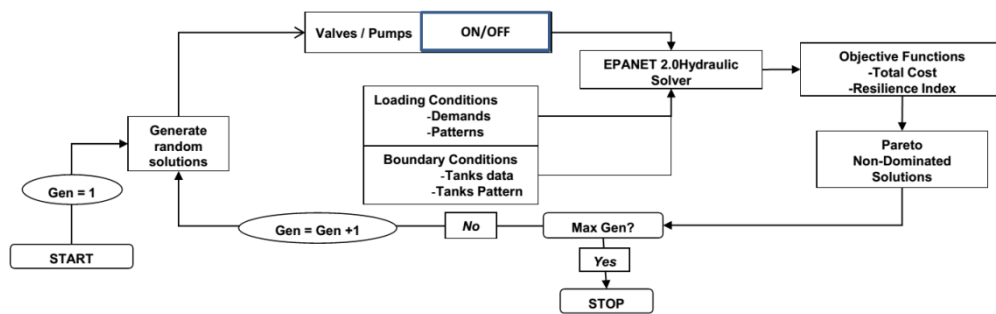 Valves / Pumps
ON/OFF
EPANET 2.0Hydraulic
Solver
Objective Functions
-Total Cost
-Resilience Index
Loading Conditions
-Demands
-Patterns
Generate
random
solutions
Pareto
Non-Dominated
Solutions
Boundary Conditions
-Tanks data
-Tanks Pattern
Gen = 1
Gen = Gen +1
No
Max Gen?
START
Yes
STOP